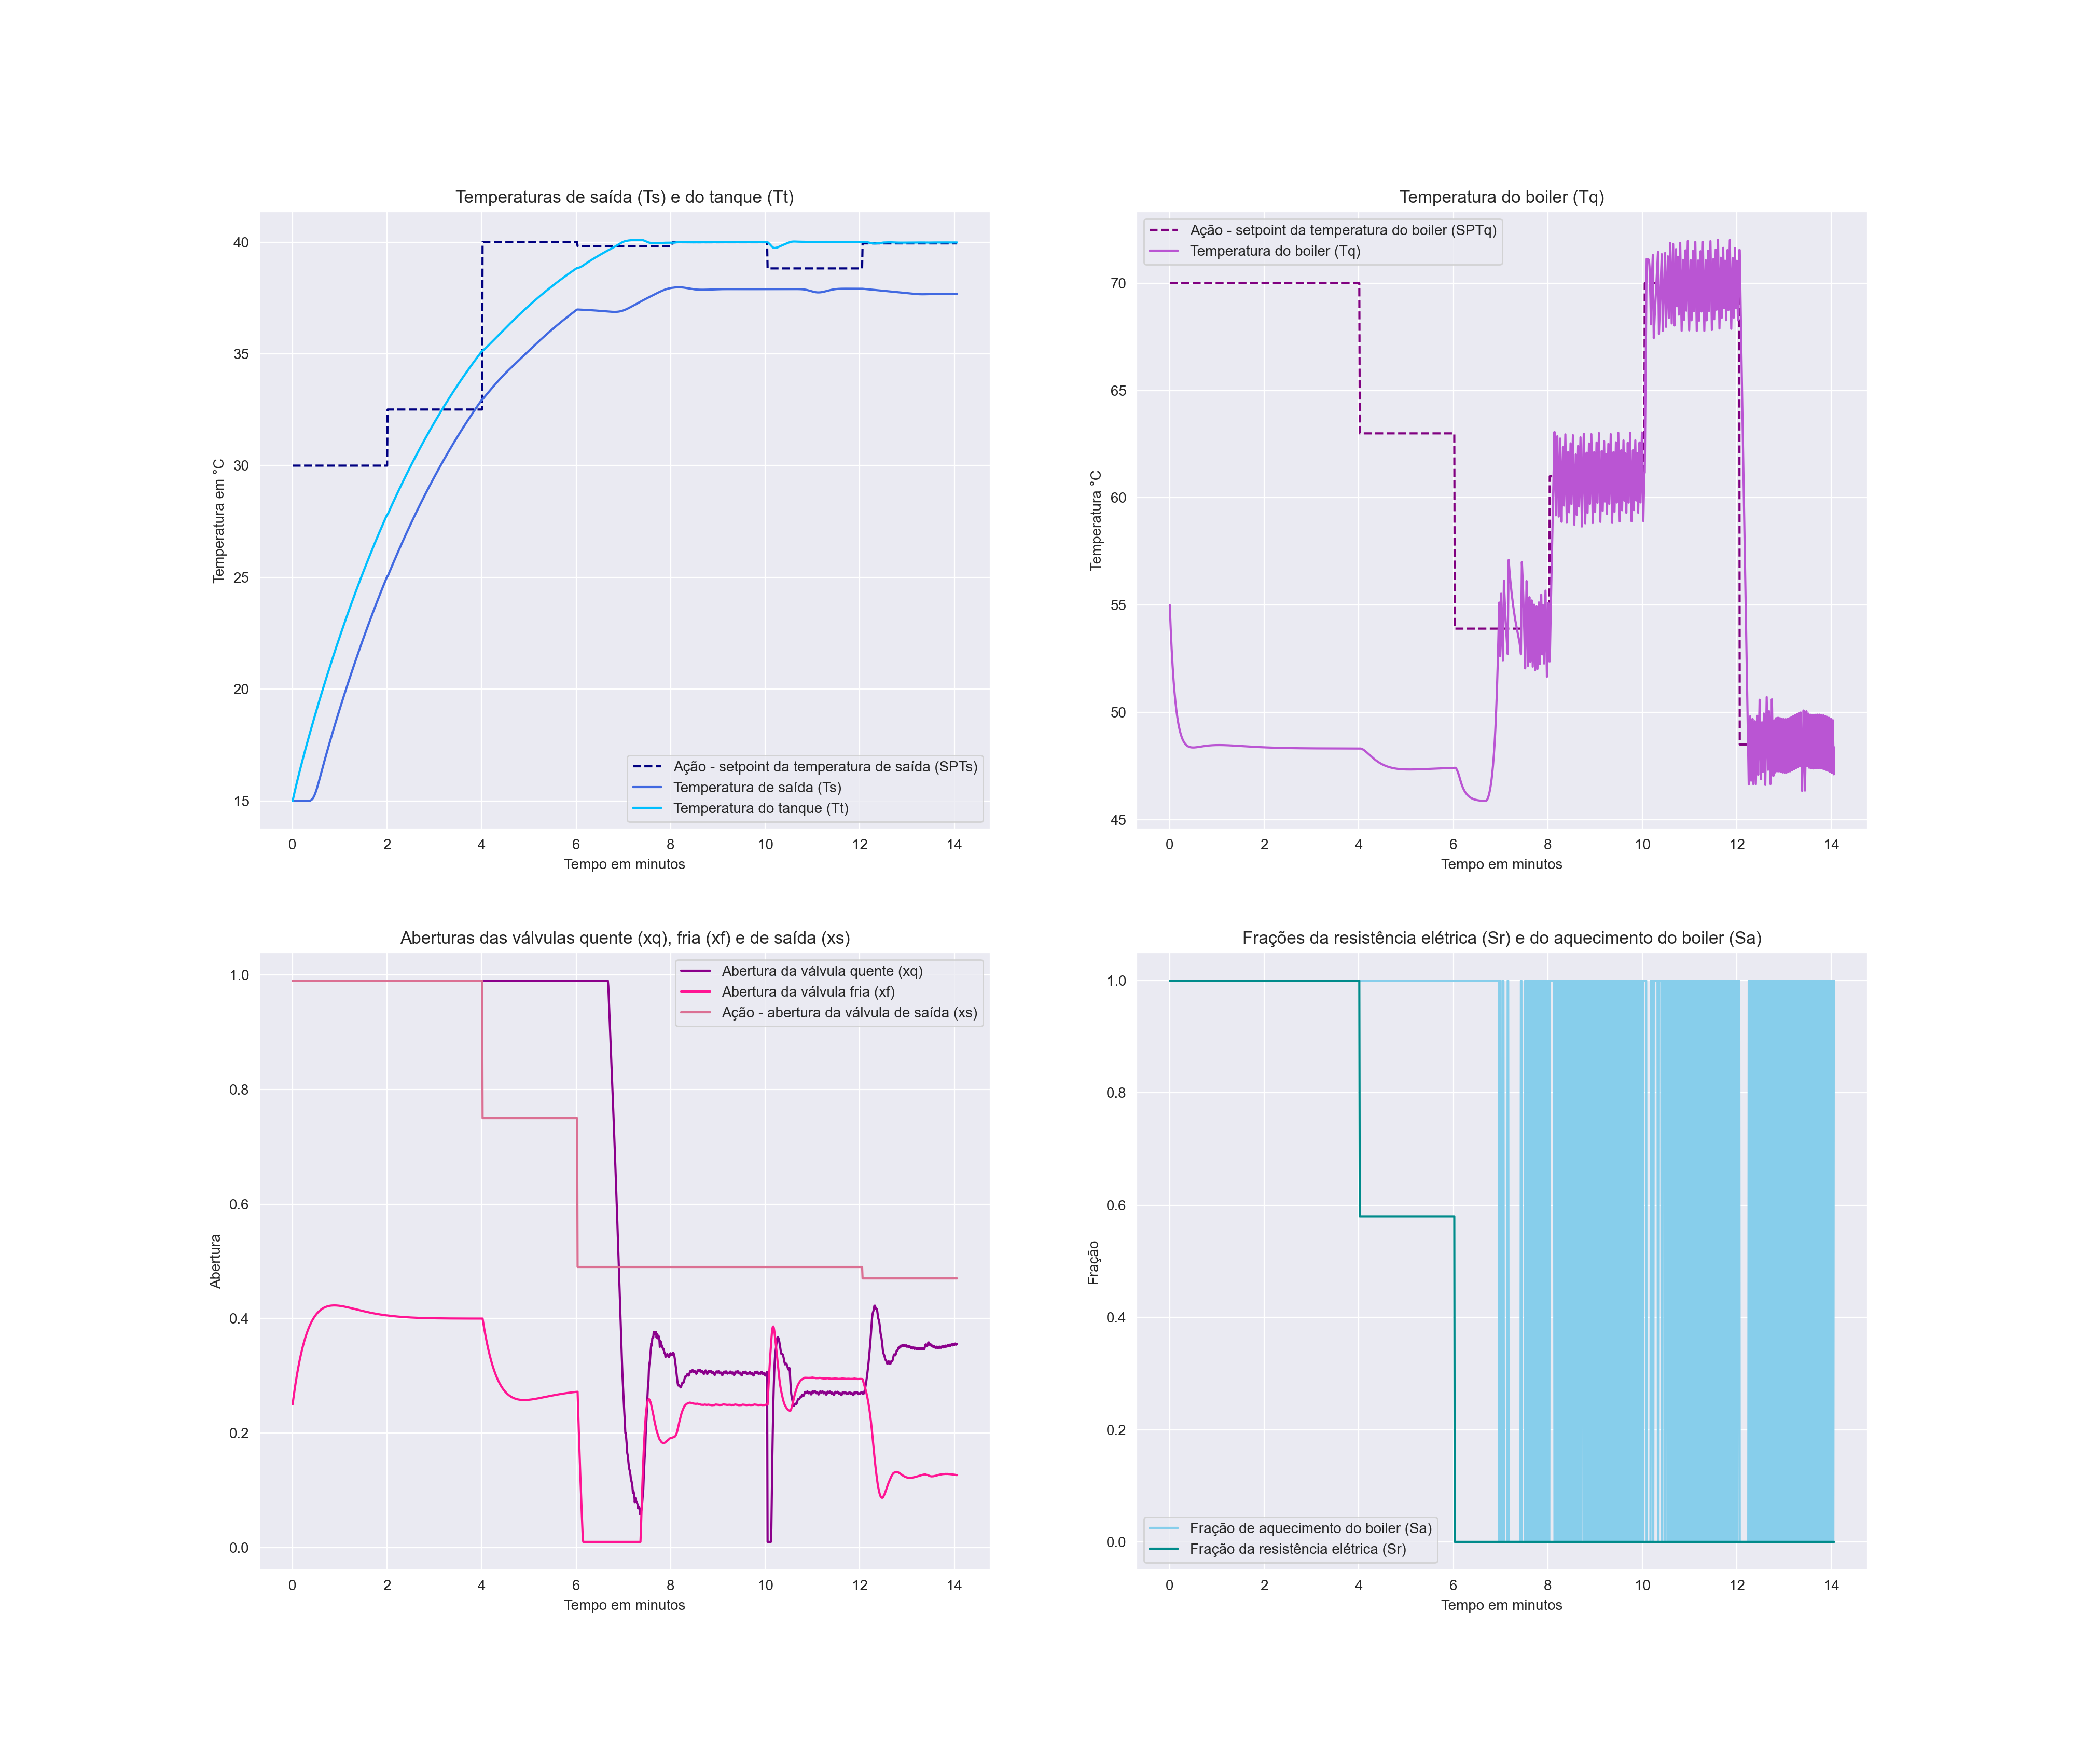 Temperaturas de saída (Ts) e do tanque (Tt)
Temperatura em °C
40
35
30
25
20
15
Ação - setpoint da temperatura de saída (SPTs)
Temperatura de saída (Ts)
Temperatura do tanque (Tt)
0 2 4 6 8 10 12 14
Tempo em minutos
Temperatura do boiler (Tq)
Ação - setpoint da temperatura do boiler (SPTq)
Temperatura do boiler (Tq)
Temperatura °C
70
65
60
55
50
45
0 2 4 6 8 10 12 14
Tempo em minutos
Aberturas das válvulas quente (xq), fria (xf) e de saída (xs)
Abertura da válvula quente (xq)
Abertura da válvula fria (xf)
Ação - abertura da válvula de saída (xs)
Abertura
1.0
0.8
0.6
0.4
0.2
0.0
0 2 4 6 8 10 12 14
Tempo em minutos
Frações da resistência elétrica (Sr) e do aquecimento do boiler (Sa)
Fração
1.0
0.8
0.6
0.4
0.2
0.0
Fração de aquecimento do boiler (Sa)
Fração da resistência elétrica (Sr)
0 2 4 6 8 10 12 14
Tempo em minutos